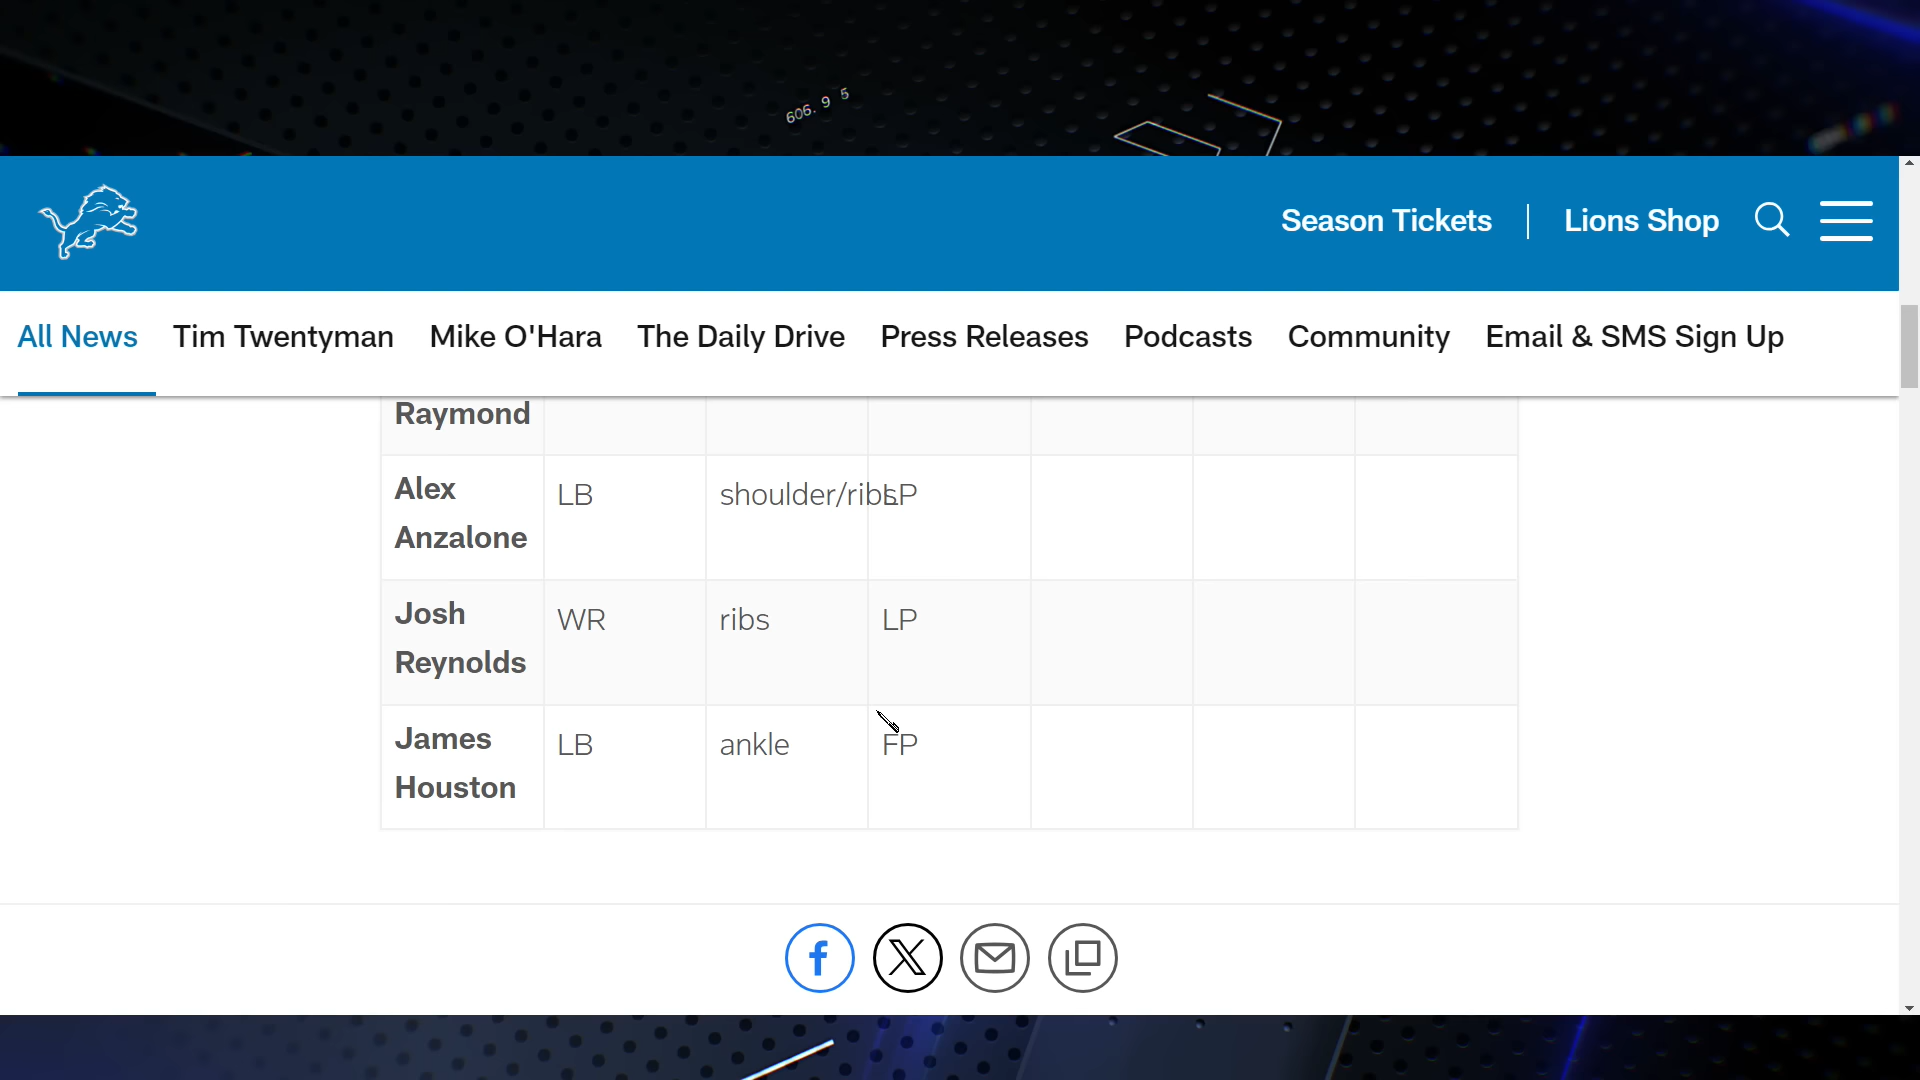 606. 9 5
Season Tickets | Lions Shop
All News Tim Twentyman Mike O'Hara The Daily Drive Press Releases Podcasts Community Email & SMS Sign Up
Raymond
Alex Anzalone LB shoulder/ribs LP
Josh Reynolds WR ribs LP
James Houston LB ankle FP